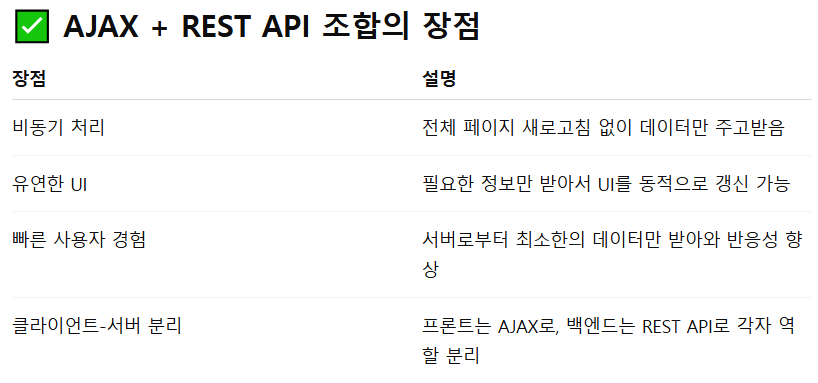 ✅ AJAX + REST API 조합의 장점
장점 설명
비동기 처리 전체 페이지 새로고침 없이 데이터만 주고받음
유연한 UI 필요한 정보만 받아서 UI를 동적으로 갱신 가능
빠른 사용자 경험 서버로부터 최소한의 데이터만 받아와 반응성 향
상
클라이언트-서버 분리 프론트는 AJAX로, 백엔드는 REST API로 각자 역
할 분리